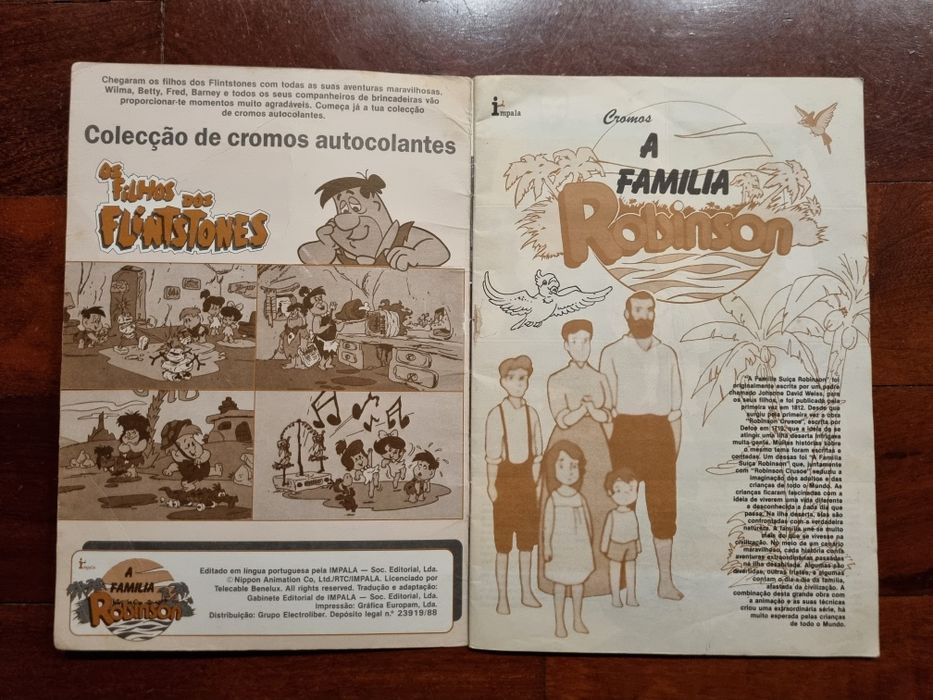 Chegaram os filhos dos Flintstones com todas as suas aventuras maravilhosas.
Wilma, Betty, Fred, Barney e todos os seus companheiros de brincadeiras vão
proporcionar-te momentos muito agradáveis. Começa já a tua colecção
de cromos autocolantes.
Colecção de cromos autocolantes
OS
FILHOS DOS
FLINTSTONES
impala
A
FAMILIA
Robinson
Editado em língua portuguesa pela IMPALA — Soc. Editorial, Lda.
© Nippon Animation Co, Ltd./RTC/IMPALA. Licenciado por
Telecable Benelux. All rights reserved. Tradução e adaptação:
Gabinete Editorial de IMPALA — Soc. Editorial, Lda.
Impressão: Gráfica Europam, Lda.
Distribuição: Grupo Electroliber. Depósito legal n.º 23919/88
impala
Cromos
A
FAMILIA
Robinson
"A Família Suíça Robinson" foi
originalmente escrita por um padre
chamado Johanne David Weiss, para
os seus filhos, e foi publicada pela
primeira vez em 1812. Desde que
surgiu pela primeira vez a obra
"Robinson Crusoe", escrita por
Defoe em 1719, que a ideia de se
atingir uma ilha deserta intrigava
muita gente. Muitas histórias sobre
o mesmo tema foram escritas e
contadas. Um dessas foi "A Família
Suíça Robinson" que, juntamente
com "Robinson Crusoe" seduziu a
imaginação dos adultos e das
crianças de todo o Mundo. As
crianças ficaram fascinadas com a
ideia de viverem uma vida diferente
e desconhecida a cada dia que
passa. Na ilha deserta, elas são
confrontadas com a verdadeira
natureza. A família une-se muito
mais do que se vivesse na
civilização. No meio de um cenário
maravilhoso, cada história conta
aventuras extraordinárias passadas
na ilha desabitada. Algumas são
divertidas, outras tristes, e algumas
contam o dia a dia da família,
afastada da civilização. A
combinação desta grande obra com
a animação e as suas técnicas
criou uma extraordinária série, há
muito esperada pelas crianças
de todo o Mundo.